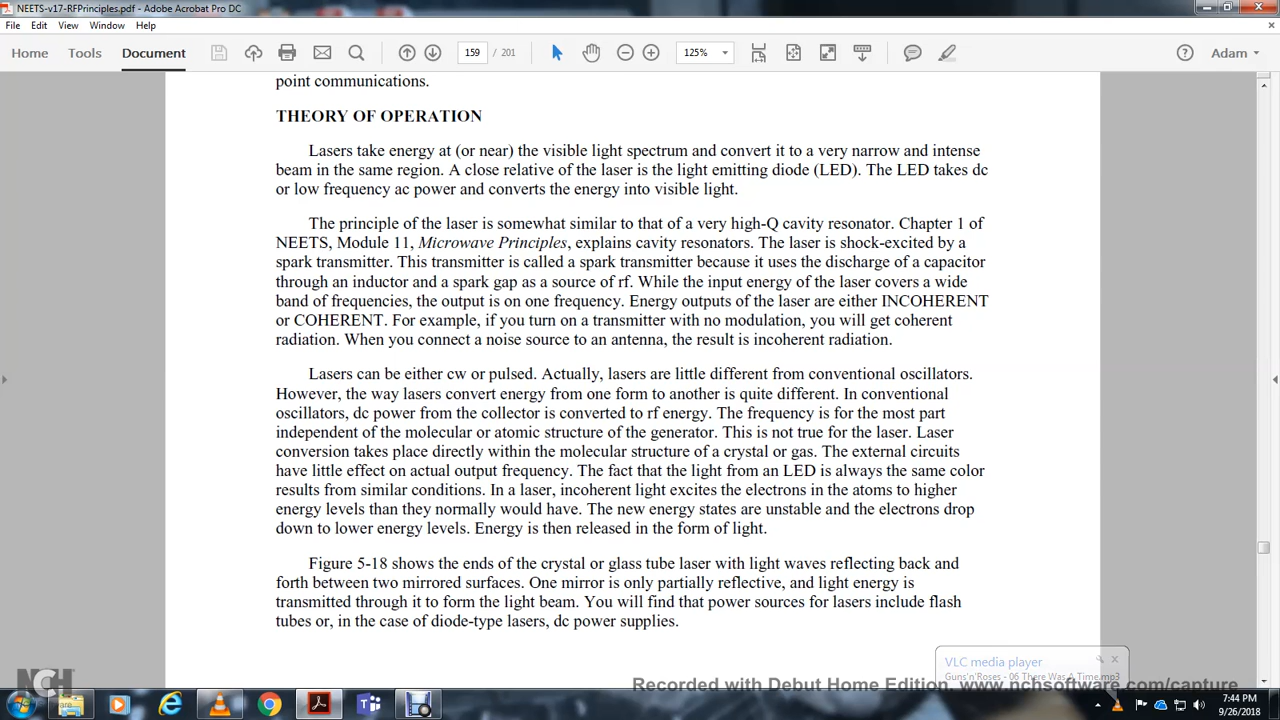 NEETS-v17-RFPrinciples.pdf - Adobe Acrobat Pro DC
File Edit View Window Help
Home Tools Document 159 / 201 125% Adam
point communications.
THEORY OF OPERATION
Lasers take energy at (or near) the visible light spectrum and convert it to a very narrow and intense
beam in the same region. A close relative of the laser is the light emitting diode (LED). The LED takes dc
or low frequency ac power and converts the energy into visible light.
The principle of the laser is somewhat similar to that of a very high-Q cavity resonator. Chapter 1 of
NEETS, Module 11, Microwave Principles, explains cavity resonators. The laser is shock-excited by a
spark transmitter. This transmitter is called a spark transmitter because it uses the discharge of a capacitor
through an inductor and a spark gap as a source of rf. While the input energy of the laser covers a wide
band of frequencies, the output is on one frequency. Energy outputs of the laser are either INCOHERENT
or COHERENT. For example, if you turn on a transmitter with no modulation, you will get coherent
radiation. When you connect a noise source to an antenna, the result is incoherent radiation.
Lasers can be either cw or pulsed. Actually, lasers are little different from conventional oscillators.
However, the way lasers convert energy from one form to another is quite different. In conventional
oscillators, dc power from the collector is converted to rf energy. The frequency is for the most part
independent of the molecular or atomic structure of the generator. This is not true for the laser. Laser
conversion takes place directly within the molecular structure of a crystal or gas. The external circuits
have little effect on actual output frequency. The fact that the light from an LED is always the same color
results from similar conditions. In a laser, incoherent light excites the electrons in the atoms to higher
energy levels than they normally would have. The new energy states are unstable and the electrons drop
down to lower energy levels. Energy is then released in the form of light.
Figure 5-18 shows the ends of the crystal or glass tube laser with light waves reflecting back and
forth between two mirrored surfaces. One mirror is only partially reflective, and light energy is
transmitted through it to form the light beam. You will find that power sources for lasers include flash
tubes or, in the case of diode-type lasers, dc power supplies.
VLC media player
Guns'n'Roses - 06 There Was A Time.mp3
NCH
Recorded with Debut Home Edition. www.nchsoftware.com/capture
7:44 PM
9/26/2018